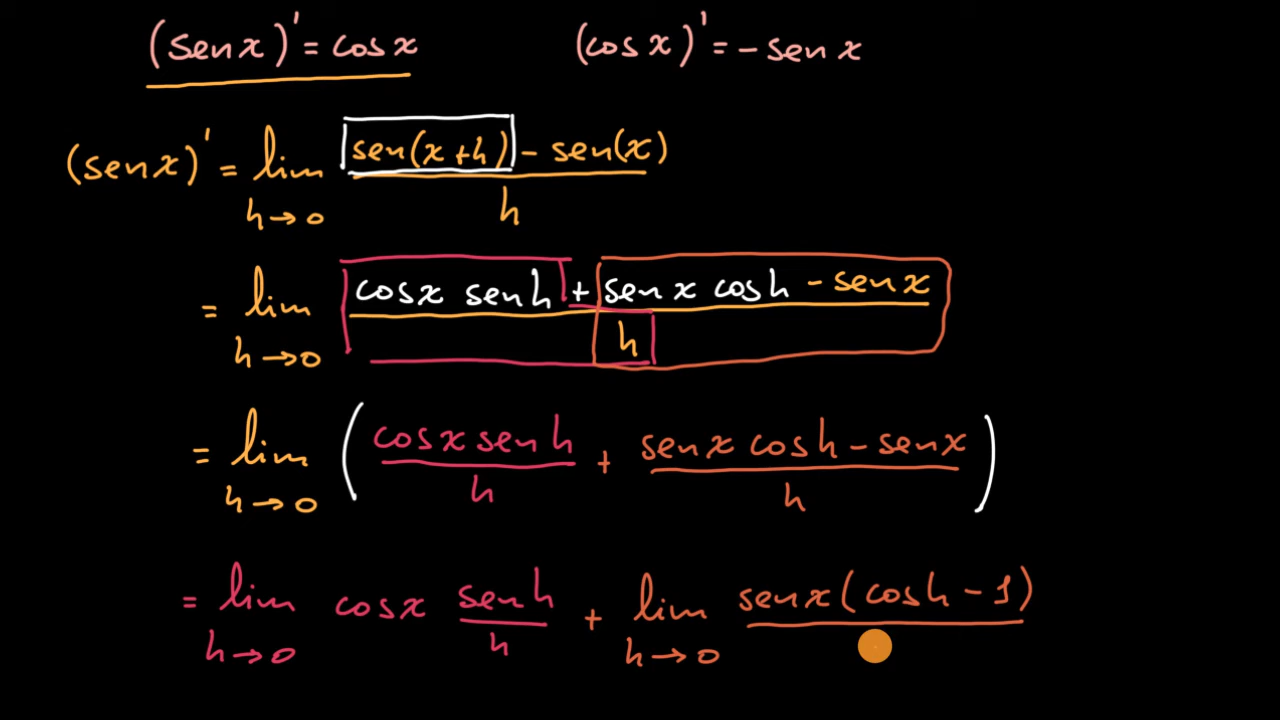 (sen x)' = cos x (cos x)' = - sen x
(sen x)' = lim h→0 sen(x+h) - sen(x) / h
= lim h→0 cos x sen h + sen x cos h - sen x / h
= lim h→0 ( cos x sen h / h + sen x cos h - sen x / h )
= lim h→0 cos x sen h / h + lim h→0 sen x (cos h - 1)